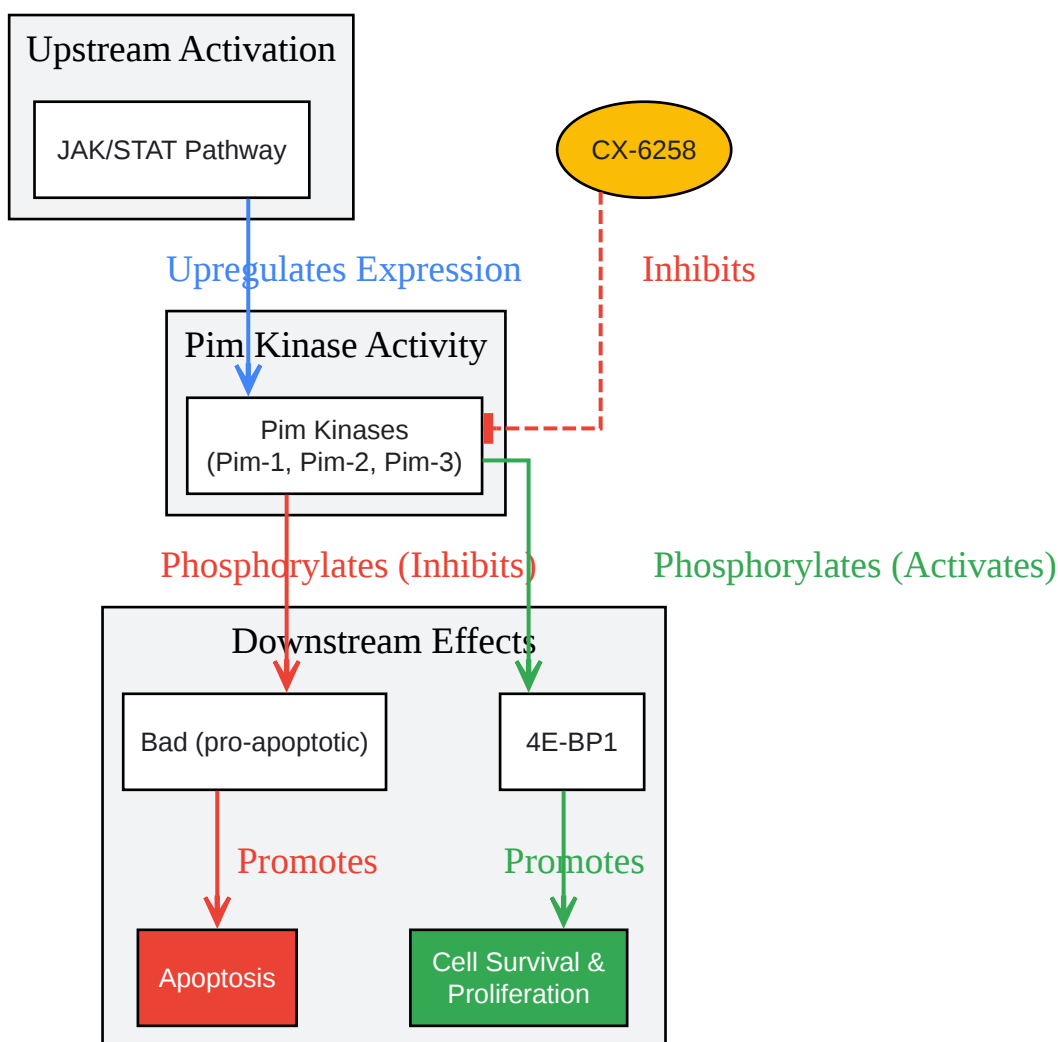 Upstream Activation
JAK/STAT Pathway
CX-6258
Upregulates Expression
Inhibits
Pim Kinase Activity
Pim Kinases
(Pim-1, Pim-2, Pim-3)
Phosphorylates (Inhibits)
Phosphorylates (Activates)
Downstream Effects
Bad (pro-apoptotic)
4E-BP1
Promotes
Promotes
Apoptosis
Cell Survival &
Proliferation